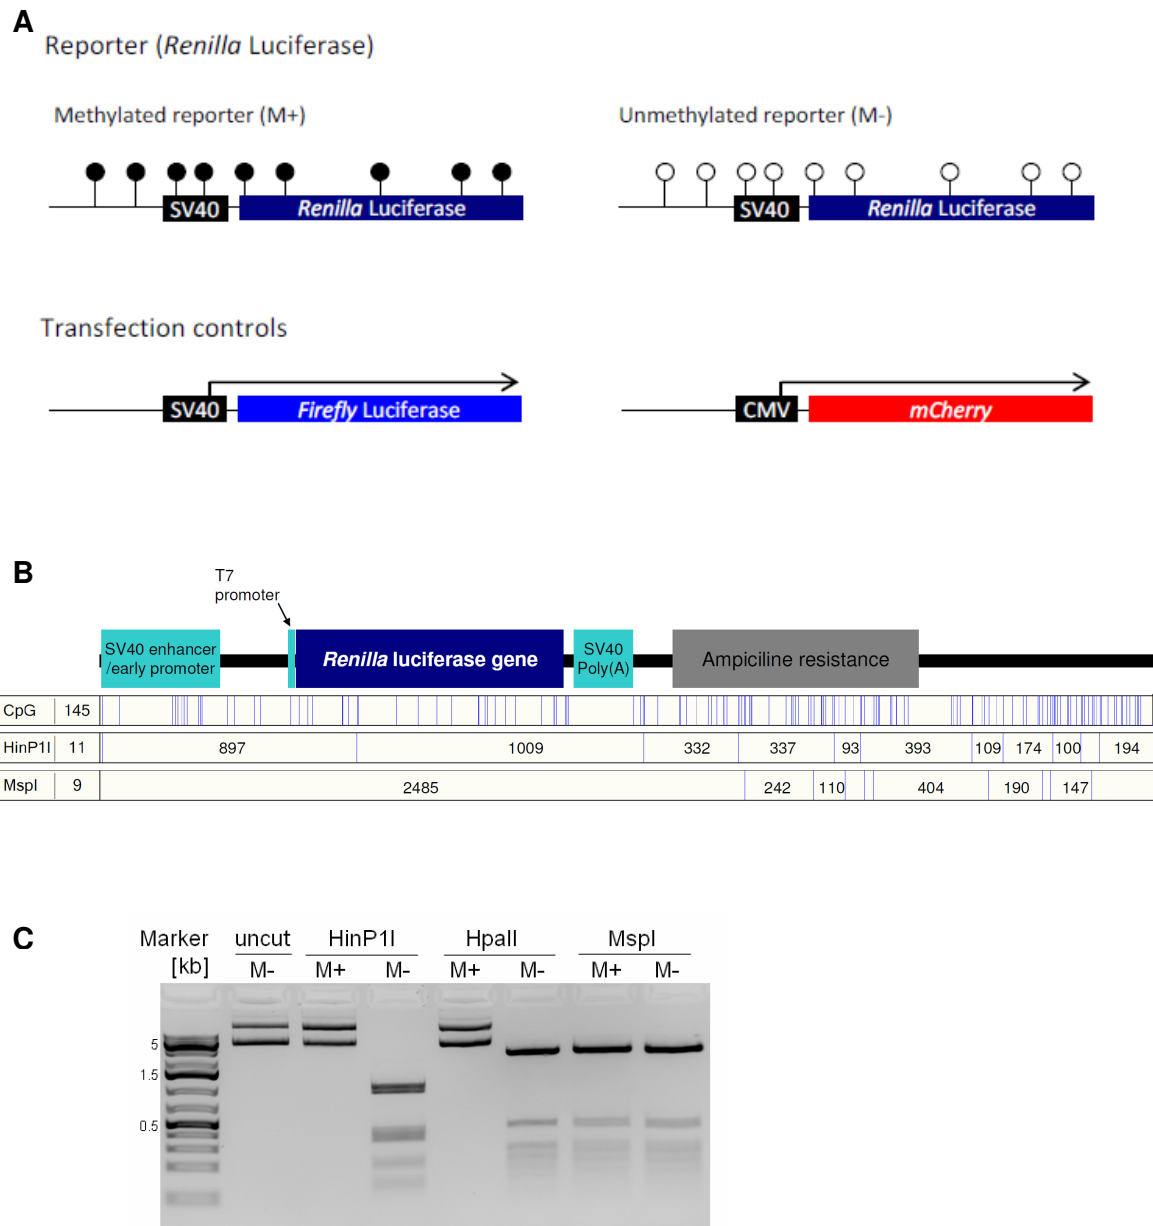 A
Reporter (Renilla Luciferase)
Methylated reporter (M+)
Unmethylated reporter (M-)
SV40
Renilla Luciferase
SV40
Renilla Luciferase
Transfection controls
SV40
Firefly Luciferase
CMV
mCherry
B
T7
promoter
SV40 enhancer
/early promoter
Renilla luciferase gene
SV40
Poly(A)
Ampiciline resistance
CpG 145
HinP1I 11 897 1009 332 337 93 393 109 174 100 194
MspI 9 2485 242 110 404 190 147
C
Marker uncut HinP1I HpaII MspI
[kb] M- M+ M- M+ M- M+ M-
5
1.5
0.5